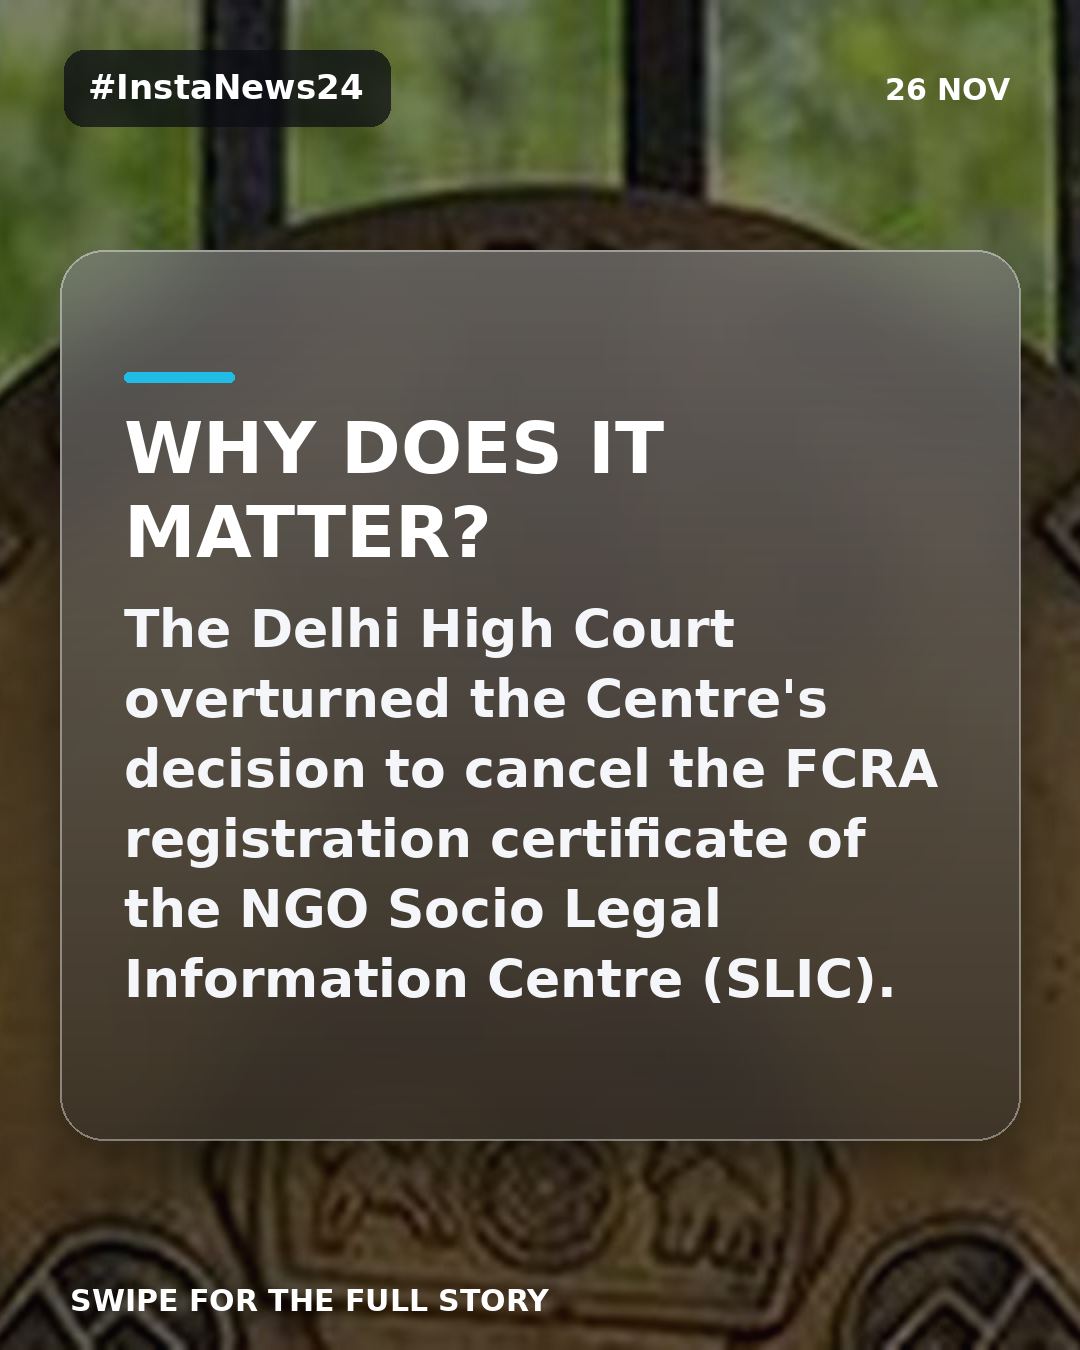 #InstaNews24
26 NOV
WHY DOES IT
MATTER?
The Delhi High Court
overturned the Centre's
decision to cancel the FCRA
registration certificate of
the NGO Socio Legal
Information Centre (SLIC).
SWIPE FOR THE FULL STORY